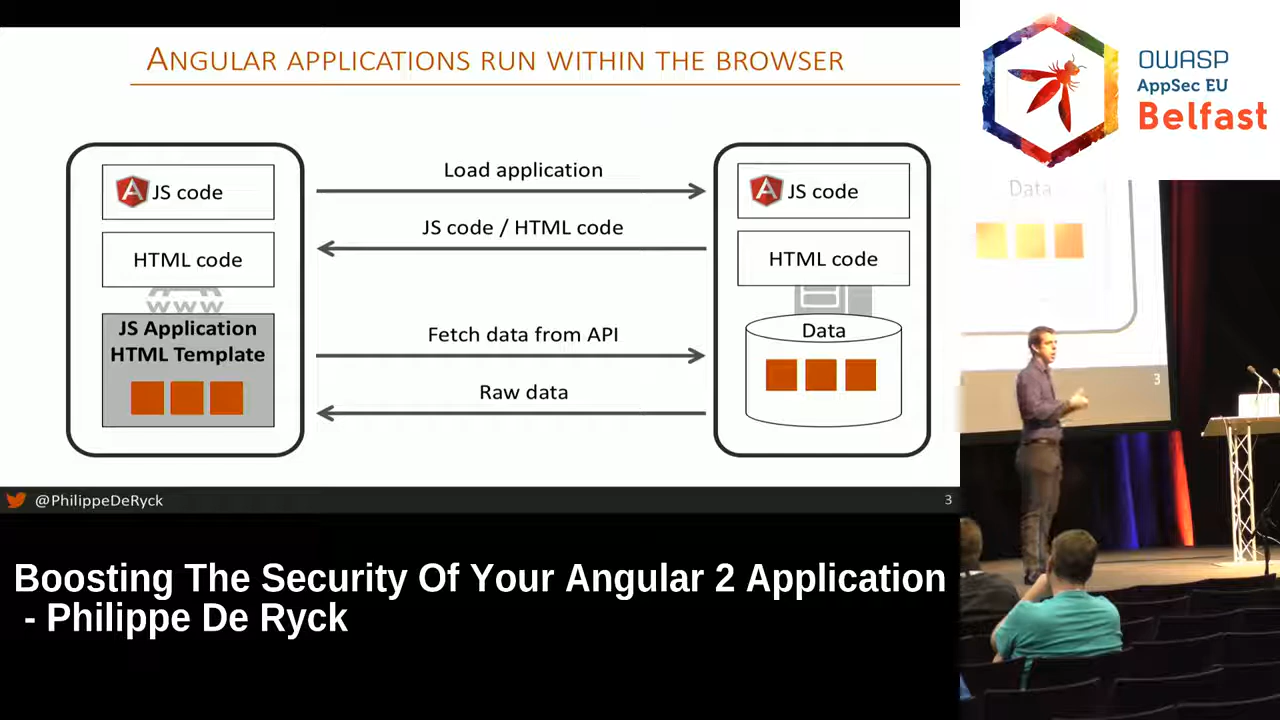 ANGULAR APPLICATIONS RUN WITHIN THE BROWSER
JS code
HTML code
www
JS Application
HTML Template
Load application
JS code / HTML code
Fetch data from API
Raw data
JS code
HTML code
Data
@PhilippeDeRyck
3
OWASP
AppSec EU
Belfast
Data
3
Boosting The Security Of Your Angular 2 Application
- Philippe De Ryck